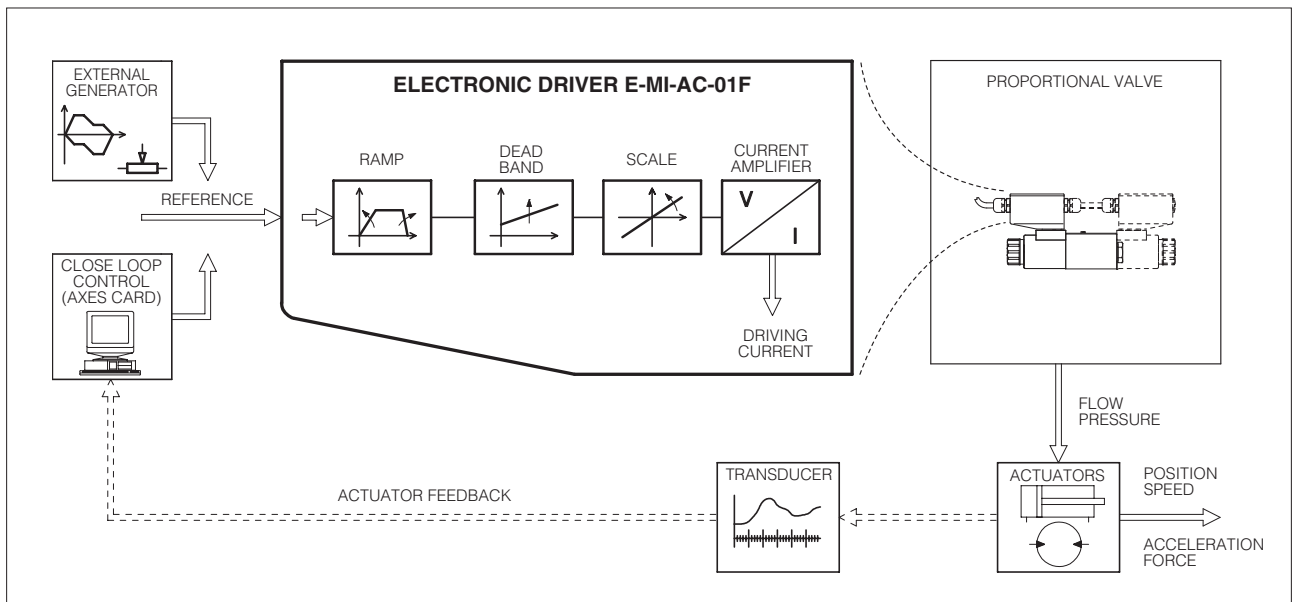 EXTERNAL
GENERATOR
REFERENCE
CLOSE LOOP
CONTROL
(AXES CARD)
ELECTRONIC DRIVER E-MI-AC-01F
RAMP
DEAD
BAND
SCALE
CURRENT
AMPLIFIER
V
I
DRIVING
CURRENT
PROPORTIONAL VALVE
FLOW
PRESSURE
ACTUATORS
POSITION
SPEED
ACCELERATION
FORCE
TRANSDUCER
ACTUATOR FEEDBACK